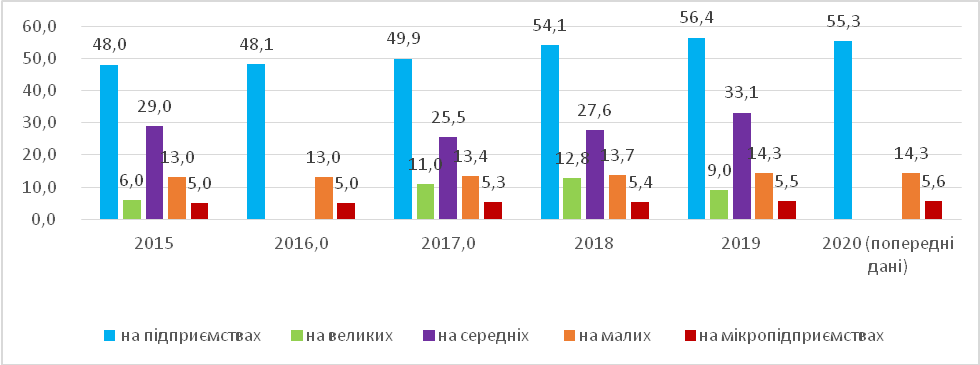 60,0
50,0
40,0
30,0
20,0
10,0
0,0
48,0 6,0 29,0 13,0 5,0
48,1 13,0 5,0
49,9 11,0 25,5 13,4 5,3
54,1 12,8 27,6 13,7 5,4
56,4 9,0 33,1 14,3 5,5
55,3 14,3 5,6
2015 2016,0 2017,0 2018 2019 2020 (попередні
дані)
на підприємствах на великих на середніх на малих на мікропідприємствах